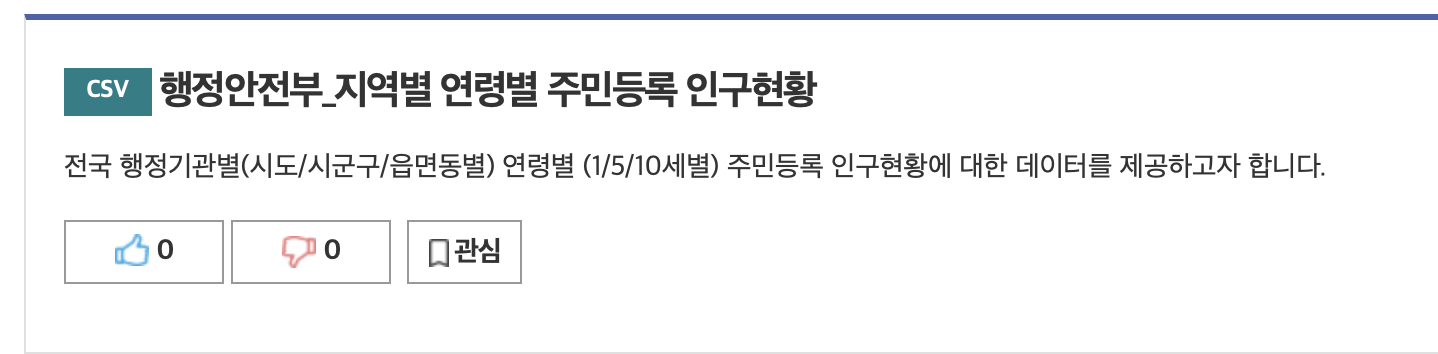 CSV 행정안전부_지역별 연령별 주민등록 인구현황
전국 행정기관별(시도/시군구/읍면동별) 연령별 (1/5/10세별) 주민등록 인구현황에 대한 데이터를 제공하고자 합니다.
0 0 관심